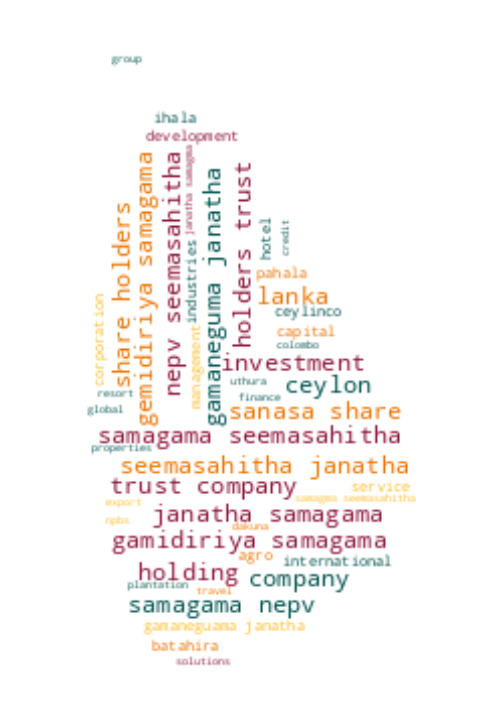 group
ihala
development
share holders
gemidiriya samagama
nepv seemasahitha
janatha samagma
industries
gamaneguma janatha
holders trust
hotel
credit
pahala
lanka
ceylinco
corporation
management
capital
colombo
investment
uthura
ceylon
resort
finance
global
sanasa share
samagama seemasahitha
properties
seemasahitha janatha
trust company
service
samagma seemasahitha
export
janatha samagama
npbs
dakuna
gamidiriya samagama
agro
international
holding
company
plantation
travel
samagama nepv
gamaneguama janatha
batahira
solutions